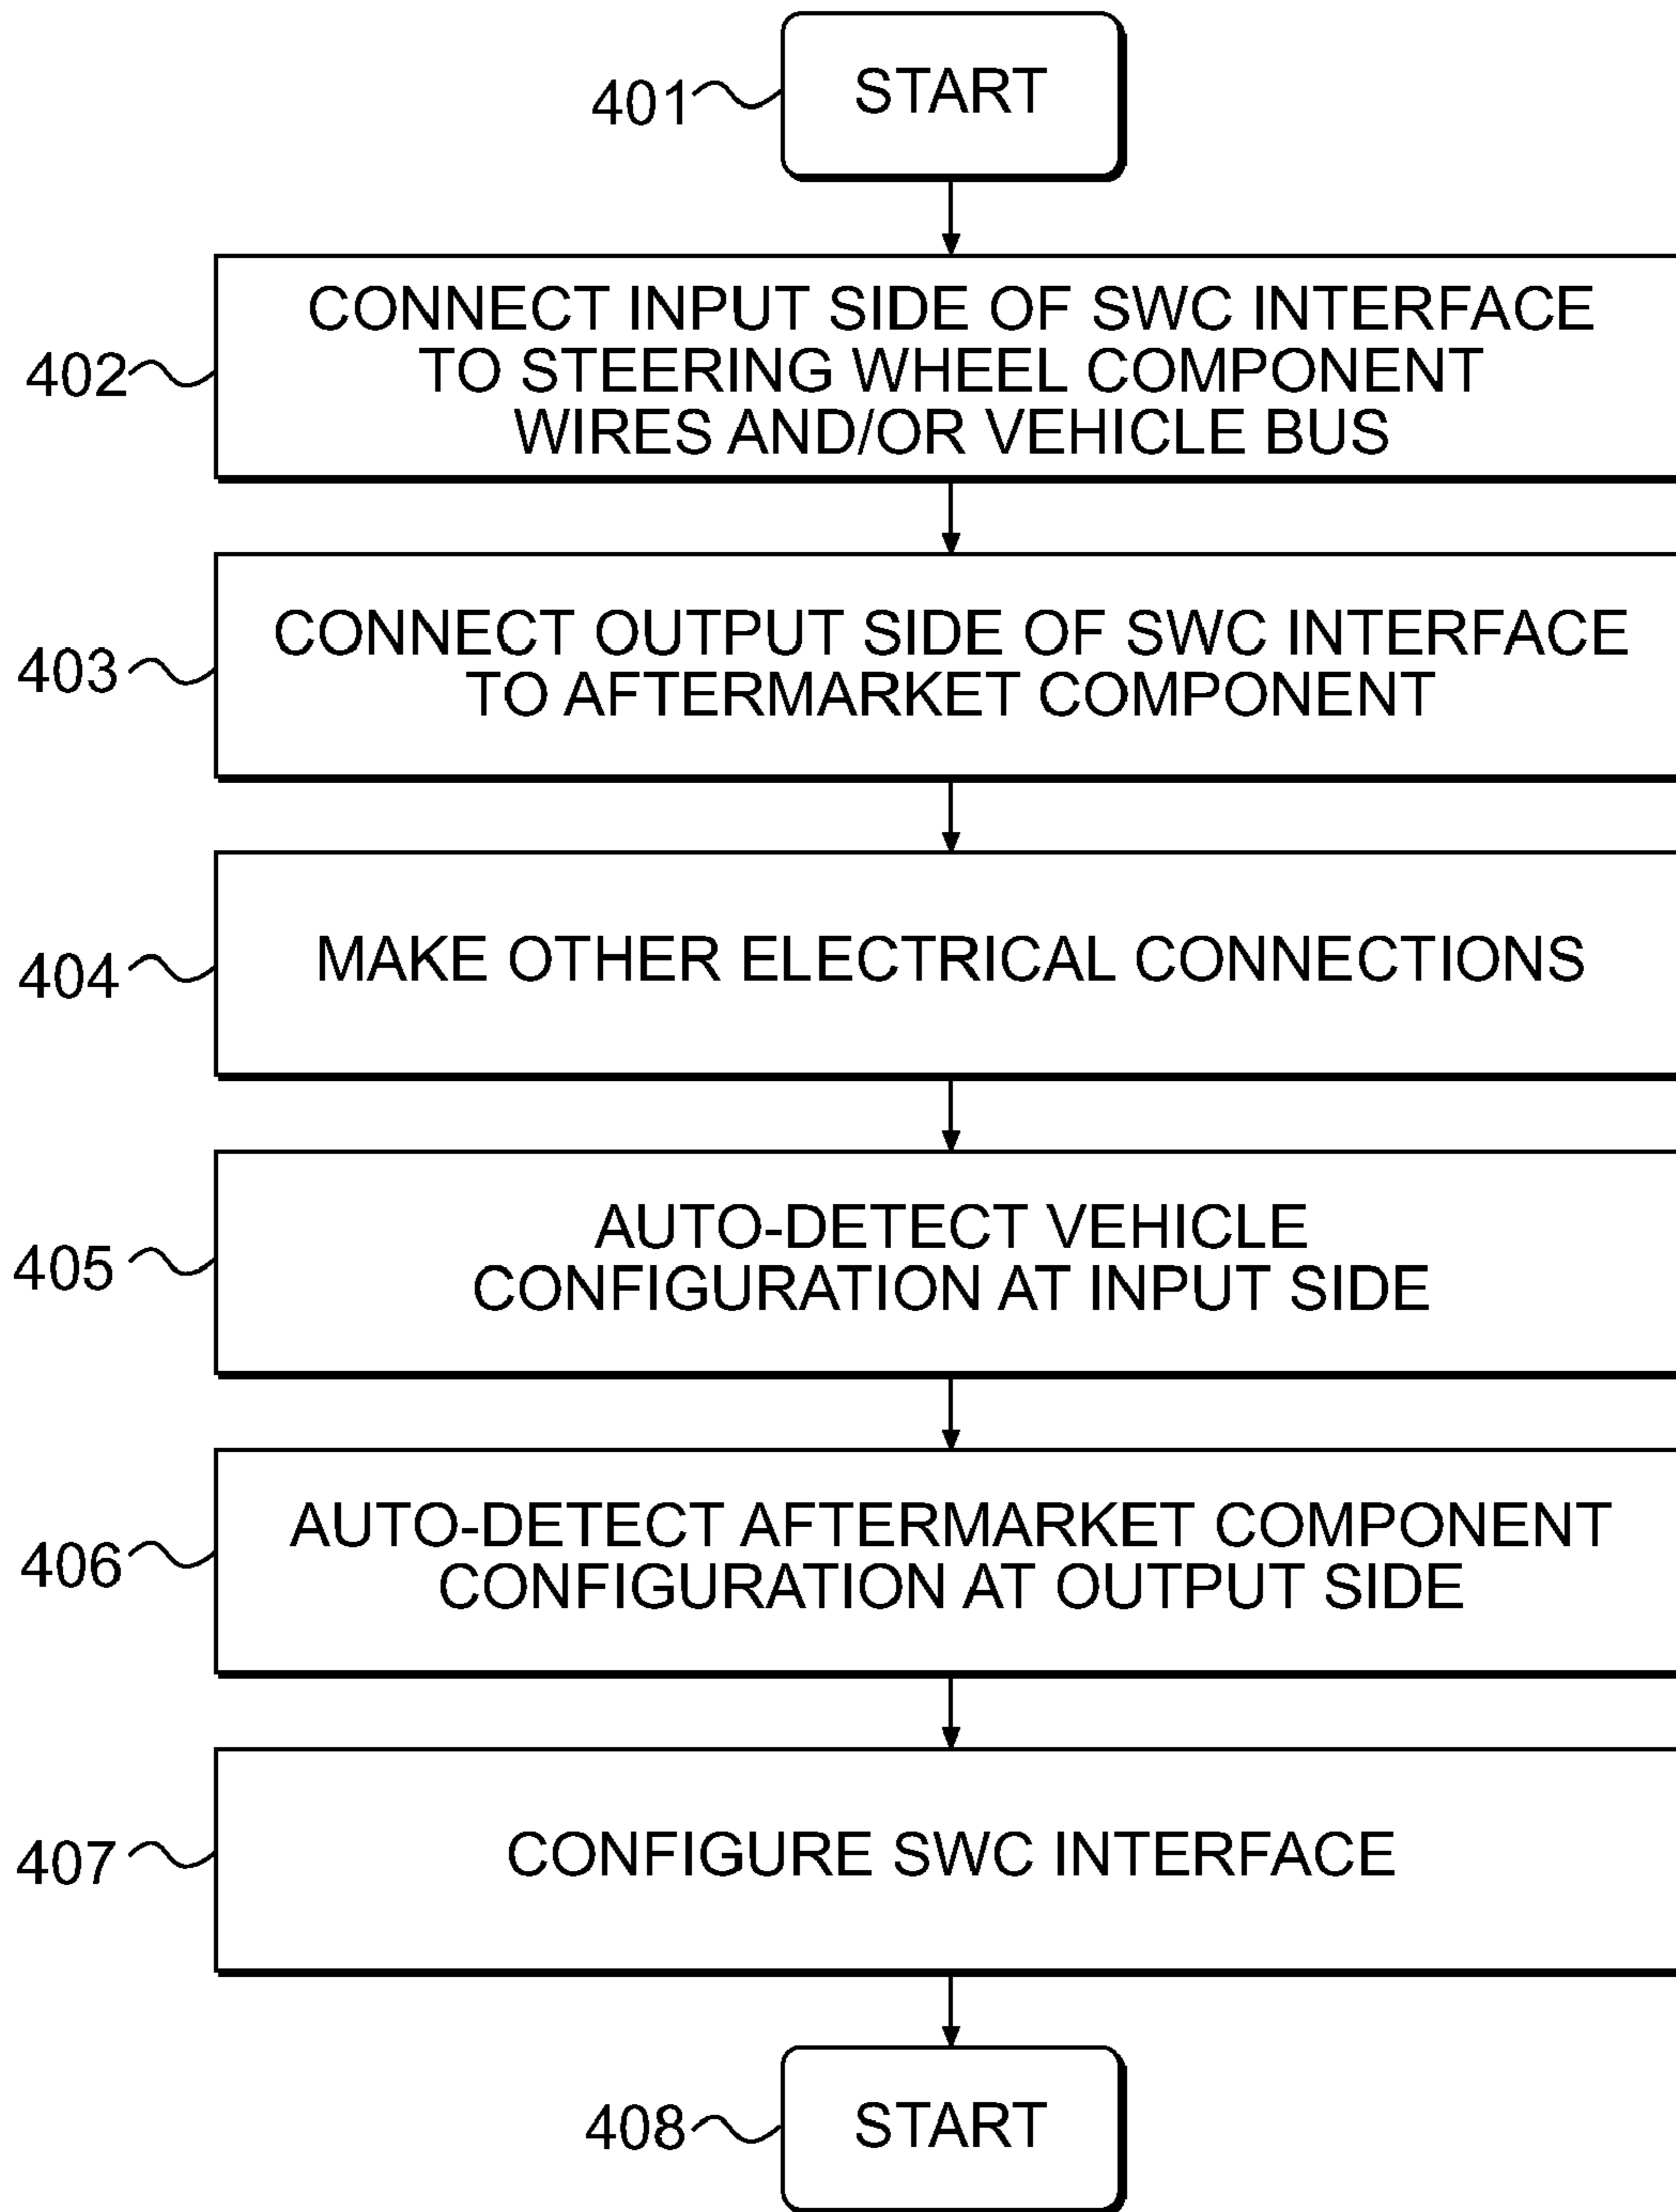 401
START
402
CONNECT INPUT SIDE OF SWC INTERFACE
TO STEERING WHEEL COMPONENT
WIRES AND/OR VEHICLE BUS
403
CONNECT OUTPUT SIDE OF SWC INTERFACE
TO AFTERMARKET COMPONENT
404
MAKE OTHER ELECTRICAL CONNECTIONS
405
AUTO-DETECT VEHICLE
CONFIGURATION AT INPUT SIDE
406
AUTO-DETECT AFTERMARKET COMPONENT
CONFIGURATION AT OUTPUT SIDE
407
CONFIGURE SWC INTERFACE
408
START